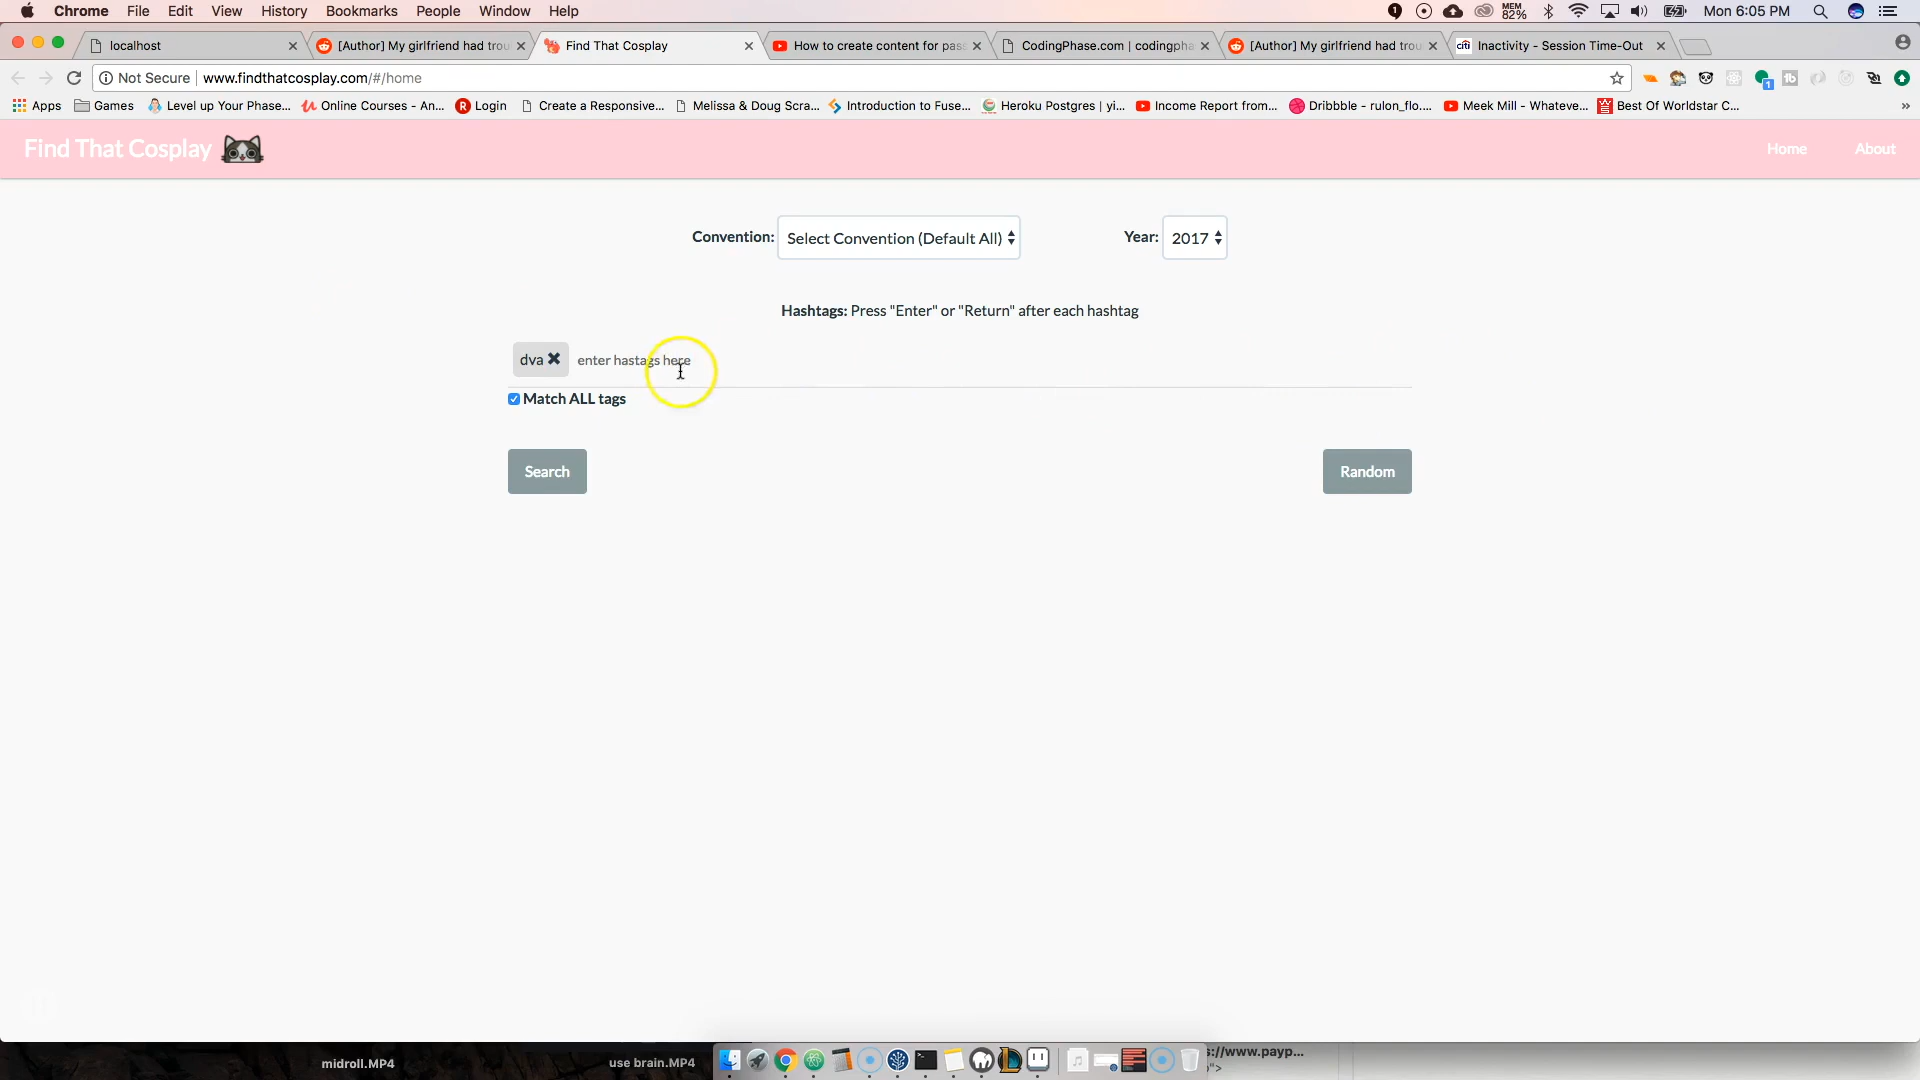 Chrome File Edit View History Bookmarks People Window Help MEM 82% Mon 6:05 PM
localhost [Author] My girlfriend had trou Find That Cosplay How to create content for pas CodingPhase.com | codingpha [Author] My girlfriend had trou citi Inactivity - Session Time-Out
Not Secure www.findthatcosplay.com/#/home
Apps Games Level up Your Phase... Online Courses - An... Login Create a Responsive... Melissa & Doug Scra... Introduction to Fuse... Heroku Postgres | yi... Income Report from... Dribbble - rulon_flo.... Meek Mill - Whateve... Best Of Worldstar C... »
Find That Cosplay Home About
Convention: Select Convention (Default All) Year: 2017
Hashtags: Press "Enter" or "Return" after each hashtag
dva enter hastags here
Match ALL tags
Search Random
midroll.MP4 use brain.MP4 s://www.payp...
">